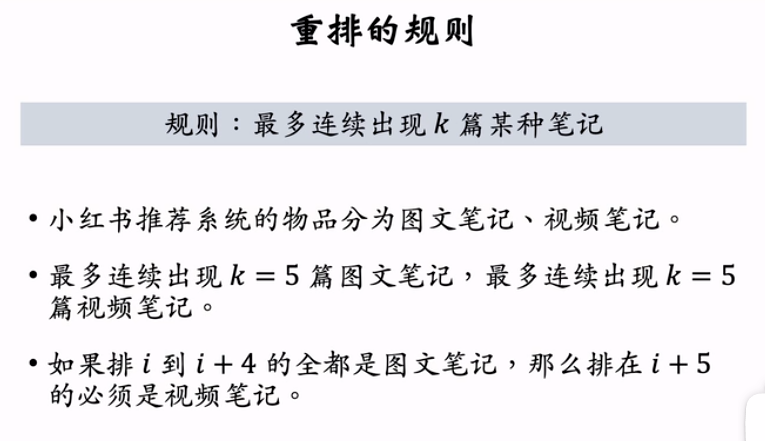 重排的规则
规则：最多连续出现 k 篇某种笔记
• 小红书推荐系统的物品分为图文笔记、视频笔记。
• 最多连续出现 k = 5 篇图文笔记，最多连续出现 k = 5
篇视频笔记。
• 如果排 i 到 i + 4 的全都是图文笔记，那么排在 i + 5
的必须是视频笔记。